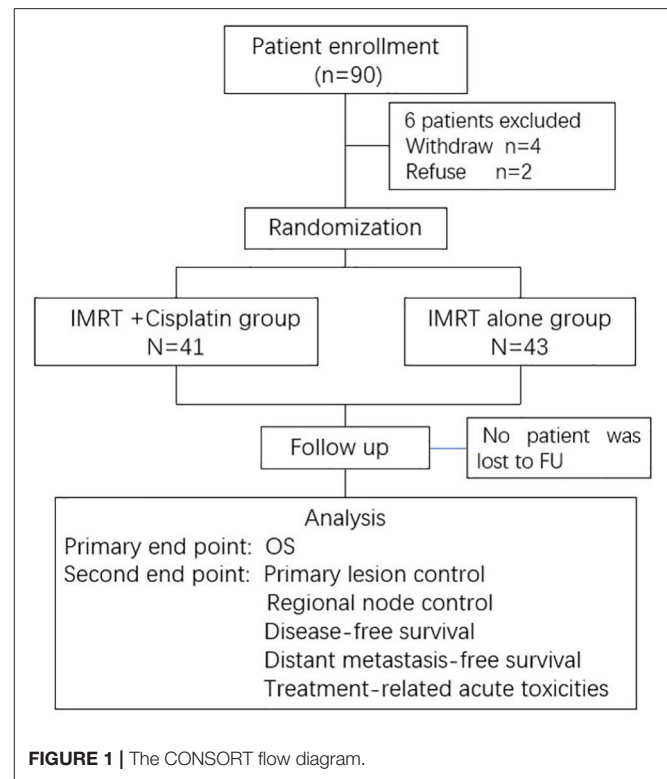 Patient enrollment
(n=90)
6 patients excluded
Withdraw n=4
Refuse n=2
Randomization
IMRT +Cisplatin group
N=41
IMRT alone group
N=43
Follow up
No patient was
lost to FU
Analysis
Primary end point: OS
Second end point: Primary lesion control
Regional node control
Disease-free survival
Distant metastasis-free survival
Treatment-related acute toxicities
FIGURE 1 | The CONSORT flow diagram.